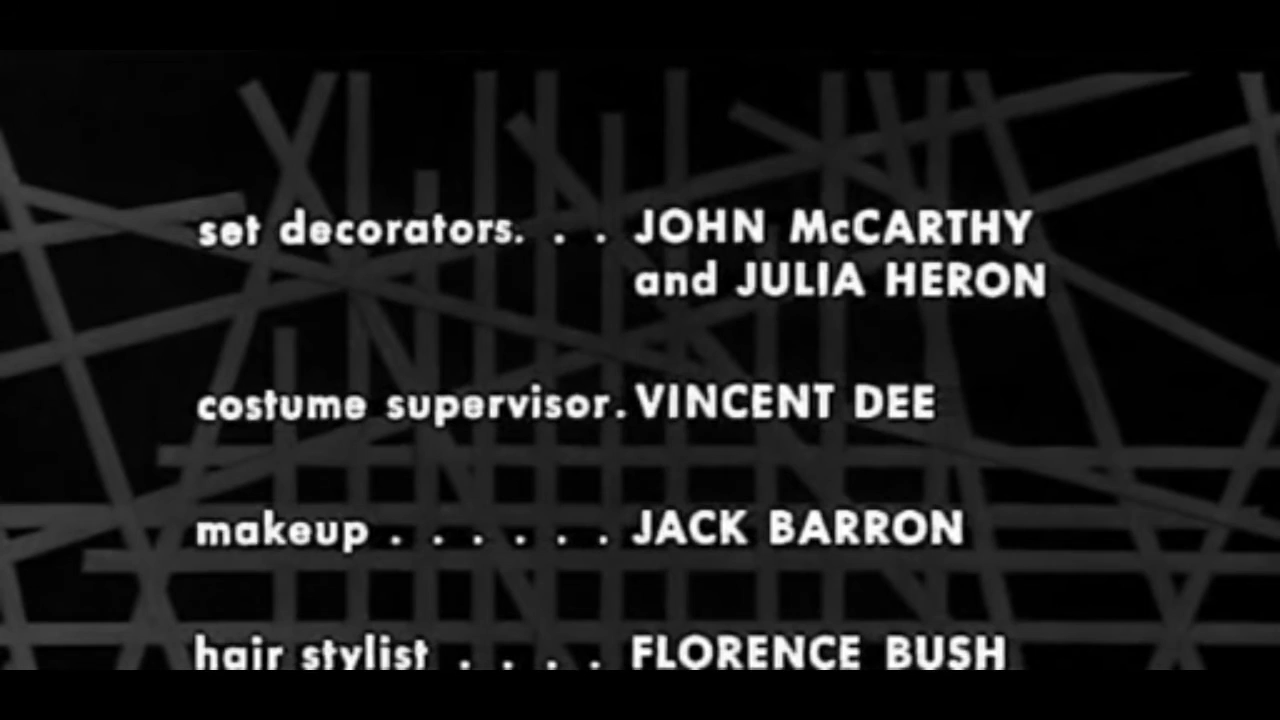 set decorators. . . JOHN McCARTHY
and JULIA HERON
costume supervisor. VINCENT DEE
makeup . . . . . . JACK BARRON
hair stylist . . . . FLORENCE BUSH